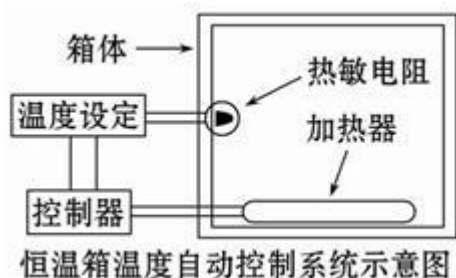 箱体
热敏电阻
温度设定
加热器
控制器
恒温箱温度自动控制系统示意图